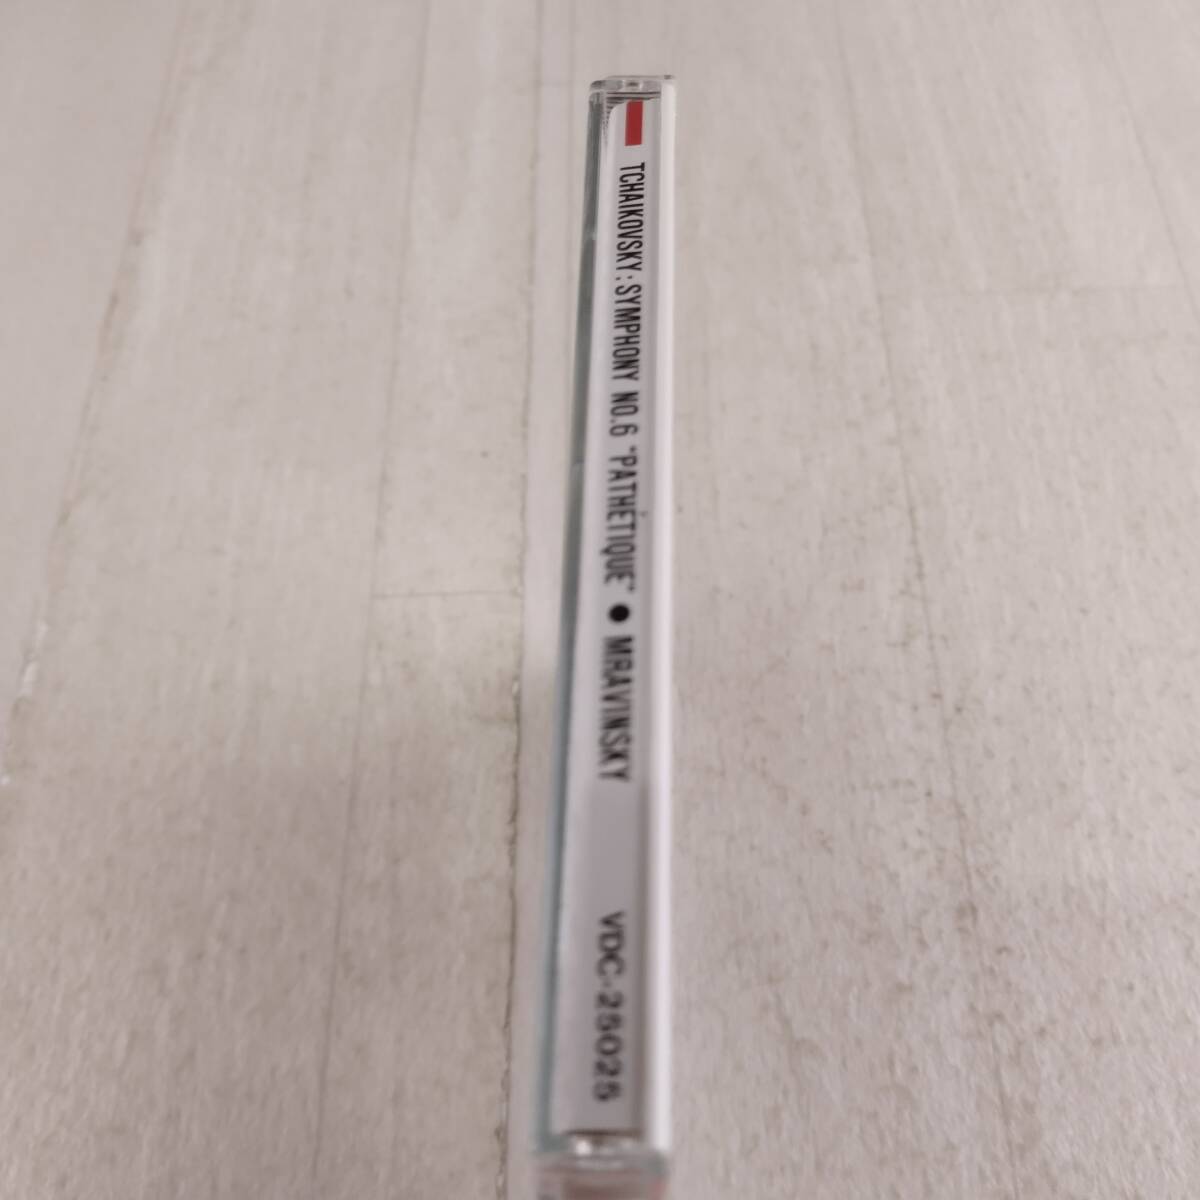 TCHAIKOVSKY: SYMPHONY NO.6 "PATHÉTIQUE" ● MRAVINSKY VDC-25025